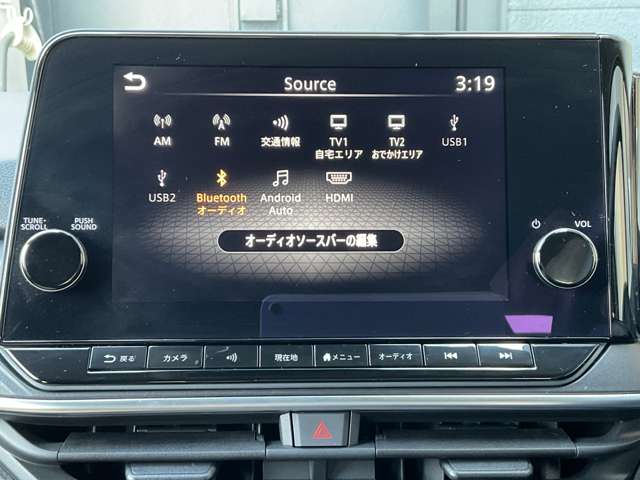 Source
3:19
AM
FM
交通情報
TV1
自宅エリア
TV2
おでかけエリア
USB1
USB2
Bluetooth
オーディオ
Android
Auto
HDMI
オーディオソースバーの編集
TUNE•
SCROLL
PUSH
SOUND
VOL
戻る
カメラ
現在地
メニュー
オーディオ